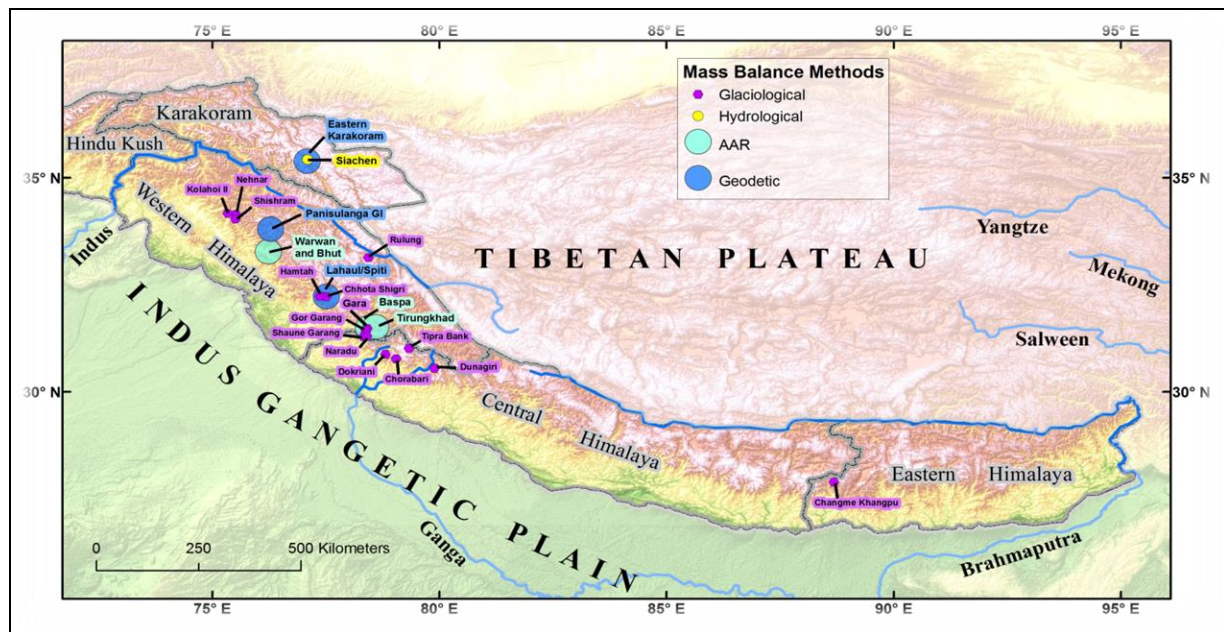 75° E
80° E
85° E
90° E
95° E
Mass Balance Methods
Glaciological
Hydrological
AAR
Geodetic
Karakoram
Hindu Kush
Eastern
Karakoram
Siachen
35° N
35° N
Nehnar
Kolahoi II
Shishram
Western
Himalaya
Panisulanga Gl
Warwan
and Bhut
Rulung
Indus
TIBETAN PLATEAU
Yangtze
Mekong
Salween
Lahaul/Spiti
Hamtah
Chhota Shigri
Gara
Baspa
Gor Garang
Tirungkhad
Shaune Garang
Tipra Bank
Naradu
Dokriani
Chorabari
Dunagiri
30° N
30° N
INDUS GANGETIC PLAIN
Central
Himalaya
Eastern
Himalaya
Changme Khangpu
Ganga
Brahmaputra
0 250 500 Kilometers
75° E
80° E
85° E
90° E
95° E